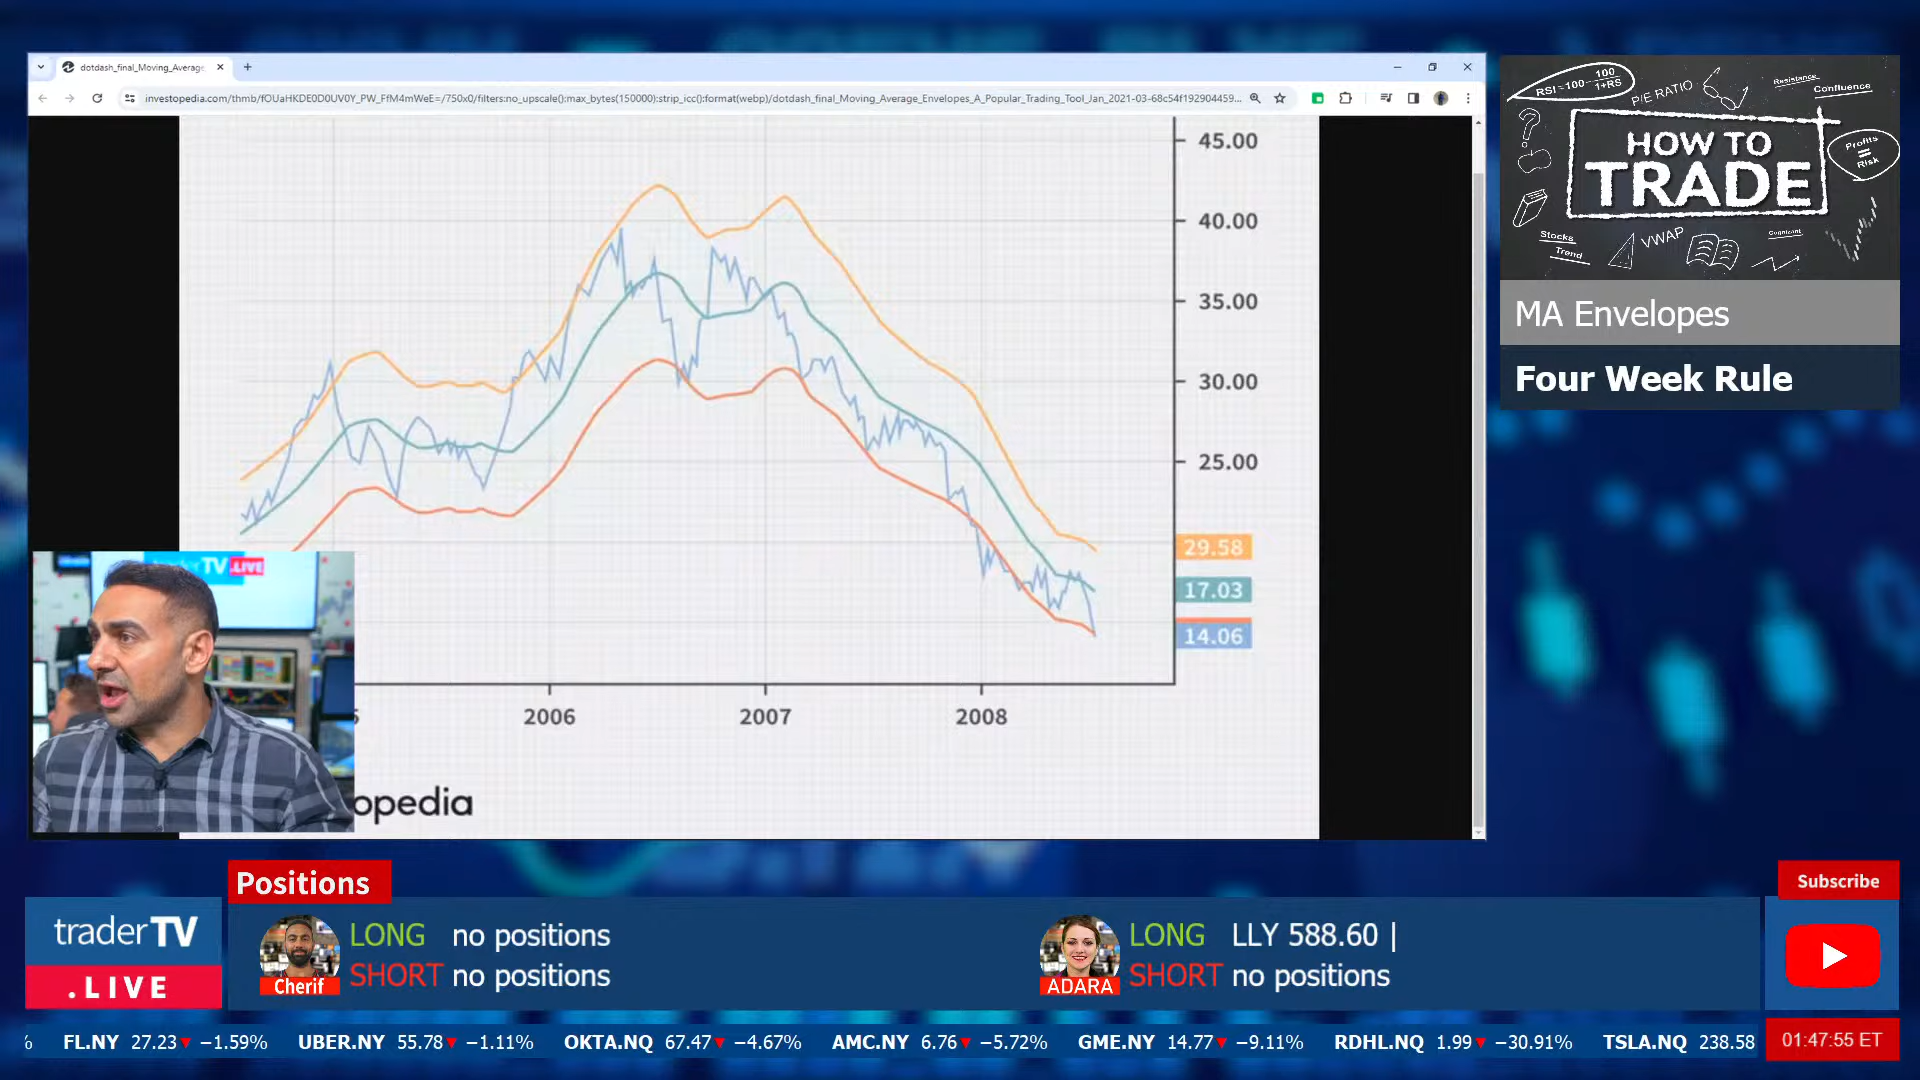 dotdash_final_Moving_Average
investopedia.com/thmb/fOUaHKDE0D0UV0Y_PW_FfM4mWeE=/750x0/filters:no_upscale():max_bytes(150000):strip_icc():format(webp)/dotdash_final_Moving_Average_Envelopes_A_Popular_Trading_Tool_Jan_2021-03-68c54f192904459...
45.00
40.00
35.00
30.00
25.00
29.58
17.03
14.06
2006
2007
2008
opedia
TV.LIVE
RSI=100- 100
1+RS
P/E RATIO
Resistance
Confluence
HOW TO
TRADE
Profits
=
Risk
Stocks
Trend
VWAP
MA Envelopes
Four Week Rule
Positions
traderTV
.LIVE
Cherif
LONG no positions
SHORT no positions
ADARA
LONG LLY 588.60 |
SHORT no positions
Subscribe
% FL.NY 27.23 −1.59% UBER.NY 55.78 −1.11% OKTA.NQ 67.47 −4.67% AMC.NY 6.76 −5.72% GME.NY 14.77 −9.11% RDHL.NQ 1.99 −30.91% TSLA.NQ 238.58
01:47:55 ET